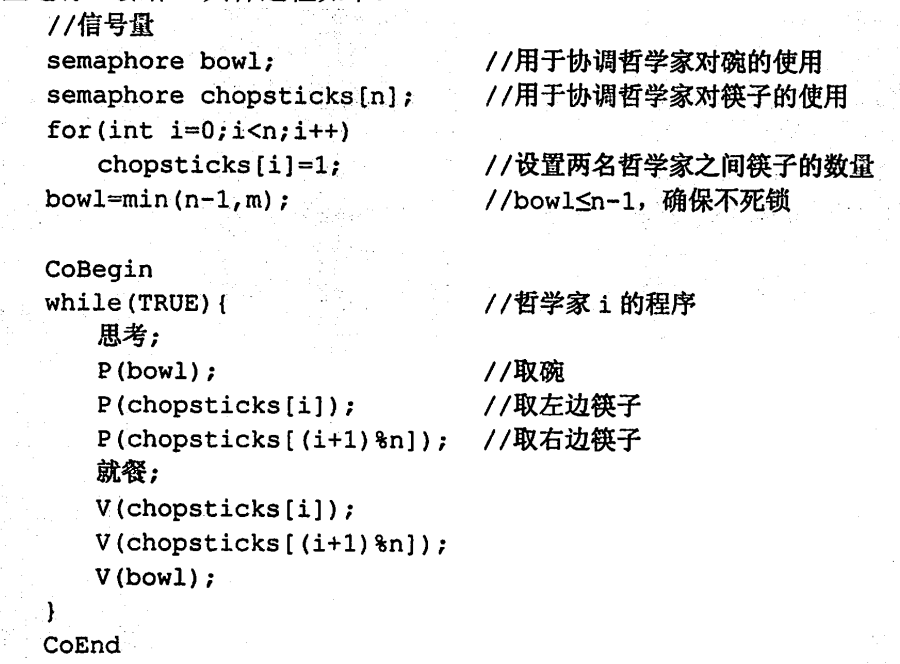 //信号量
semaphore bowl; //用于协调哲学家对碗的使用
semaphore chopsticks[n]; //用于协调哲学家对筷子的使用
for(int i=0;i<n;i++)
chopsticks[i]=1; //设置两名哲学家之间筷子的数量
bowl=min(n-1,m); //bowl≤n-1，确保不死锁
CoBegin
while(TRUE){ //哲学家 i 的程序
思考;
P(bowl); //取碗
P(chopsticks[i]); //取左边筷子
P(chopsticks[(i+1)%n]); //取右边筷子
就餐;
V(chopsticks[i]);
V(chopsticks[(i+1)%n]);
V(bowl);
}
CoEnd